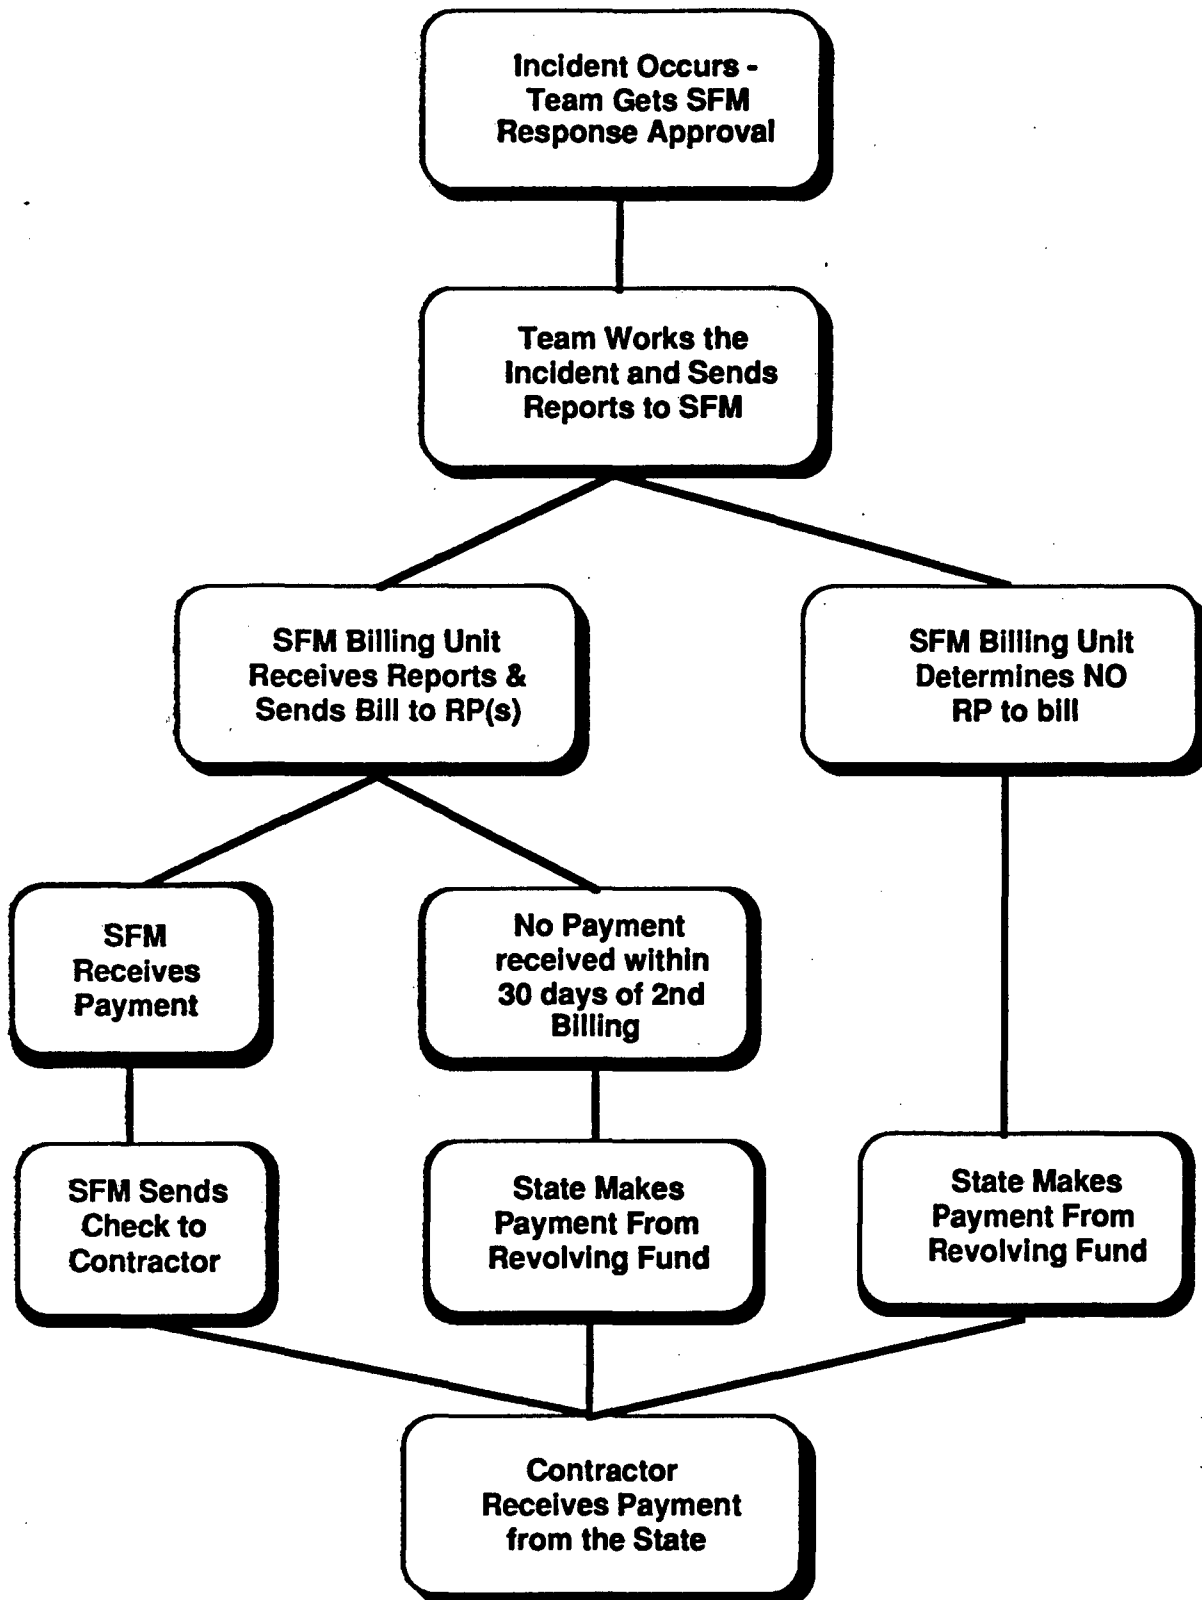 Incident Occurs -
Team Gets SFM
Response Approval
Team Works the
Incident and Sends
Reports to SFM
SFM Billing Unit
Receives Reports &
Sends Bill to RP(s)
SFM Billing Unit
Determines NO
RP to bill
SFM
Receives
Payment
No Payment
received within
30 days of 2nd
Billing
SFM Sends
Check to
Contractor
State Makes
Payment From
Revolving Fund
State Makes
Payment From
Revolving Fund
Contractor
Receives Payment
from the State